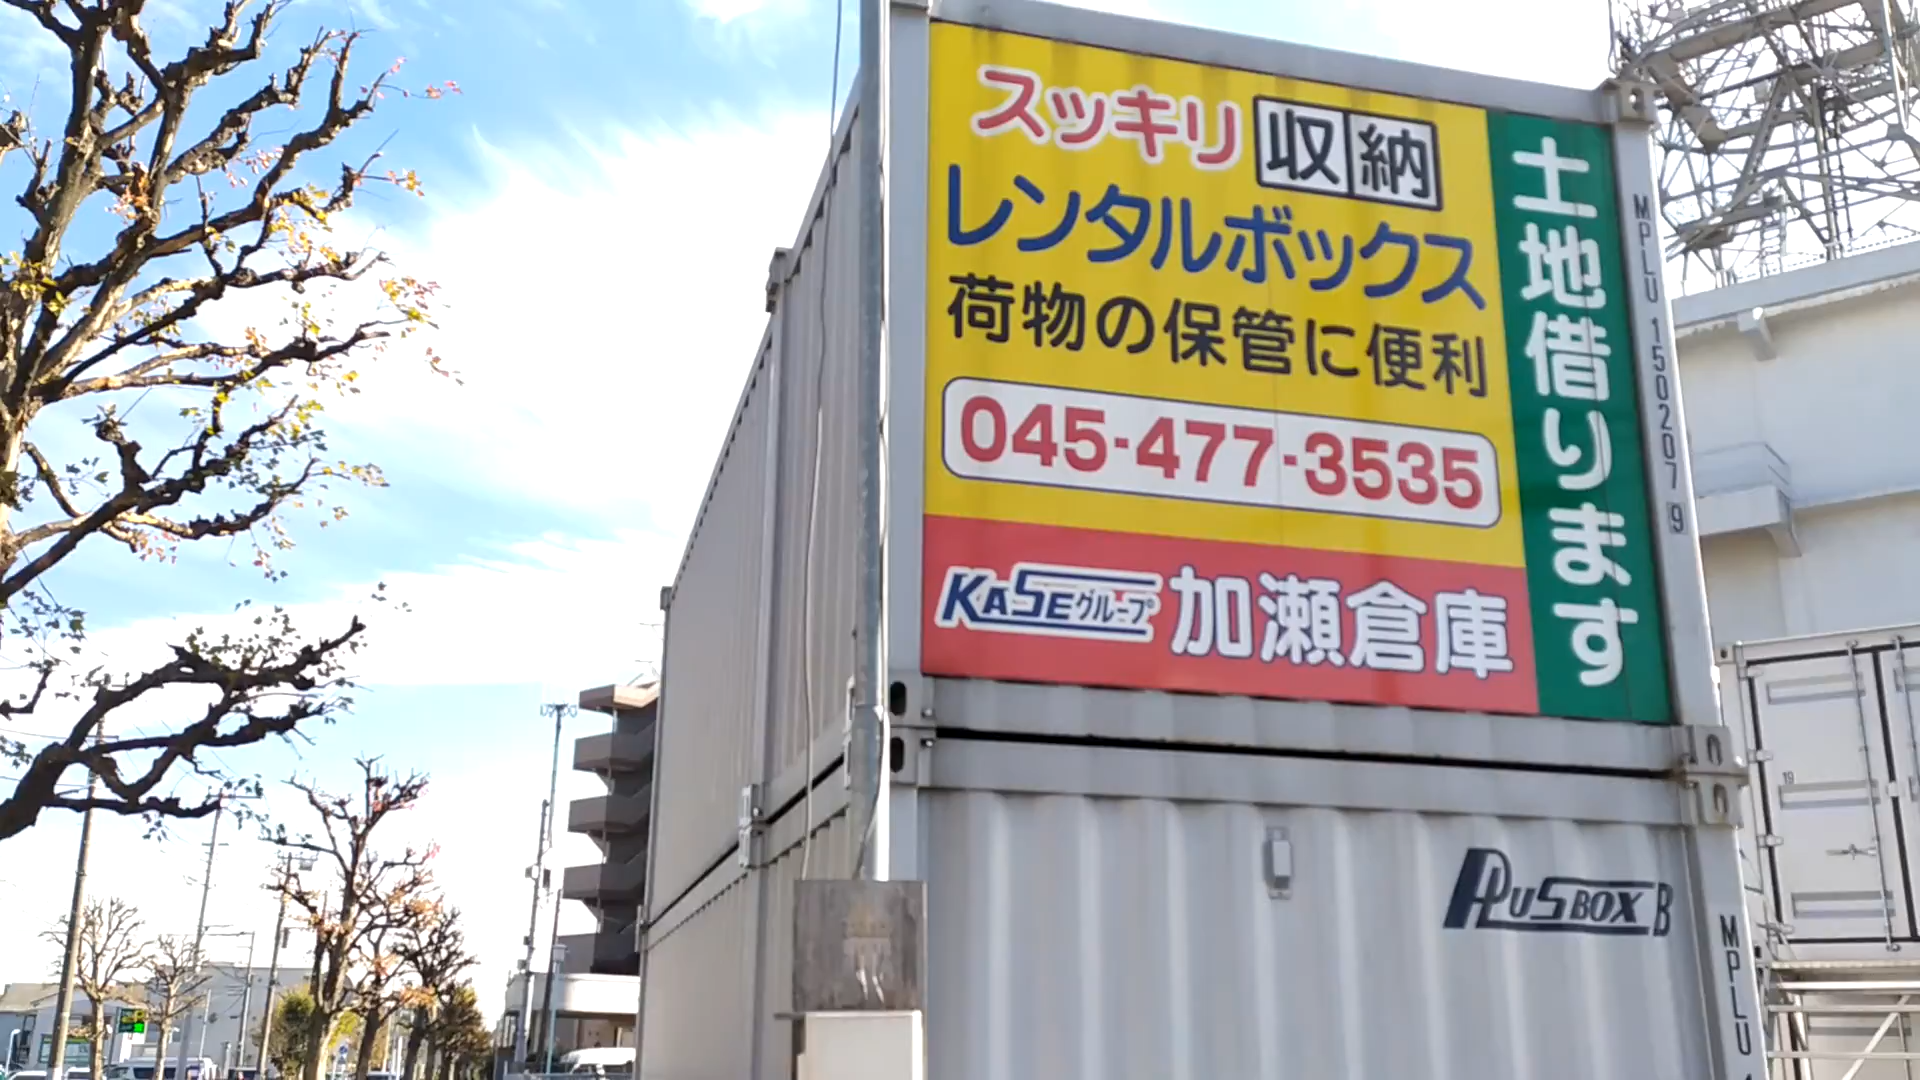 スッキリ収納
レンタルボックス
荷物の保管に便利
045-477-3535
KASEグループ 加瀬倉庫
土地借ります
MPLU 150207 9
PLUSBOX B
MPLU
19